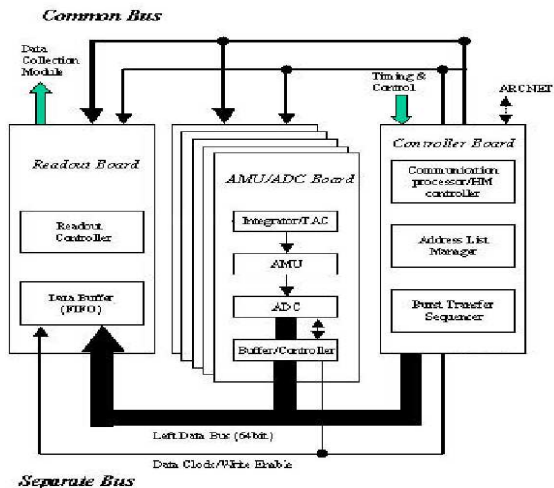 Common Bus
Data
Collection
Module
Timing &
Control
ARCNET
Readout Board
AMU/ADC Board
Controller Board
Communication
processor/HM
controller
Integrator/TAC
Readout
Controller
Address List
Manager
AMU
Data Buffer
(FIFO)
ADC
Burst Transfer
Sequencer
Buffer/Controller
Left Data Bus (64bit)
Data Clock/Write Enable
Separate Bus